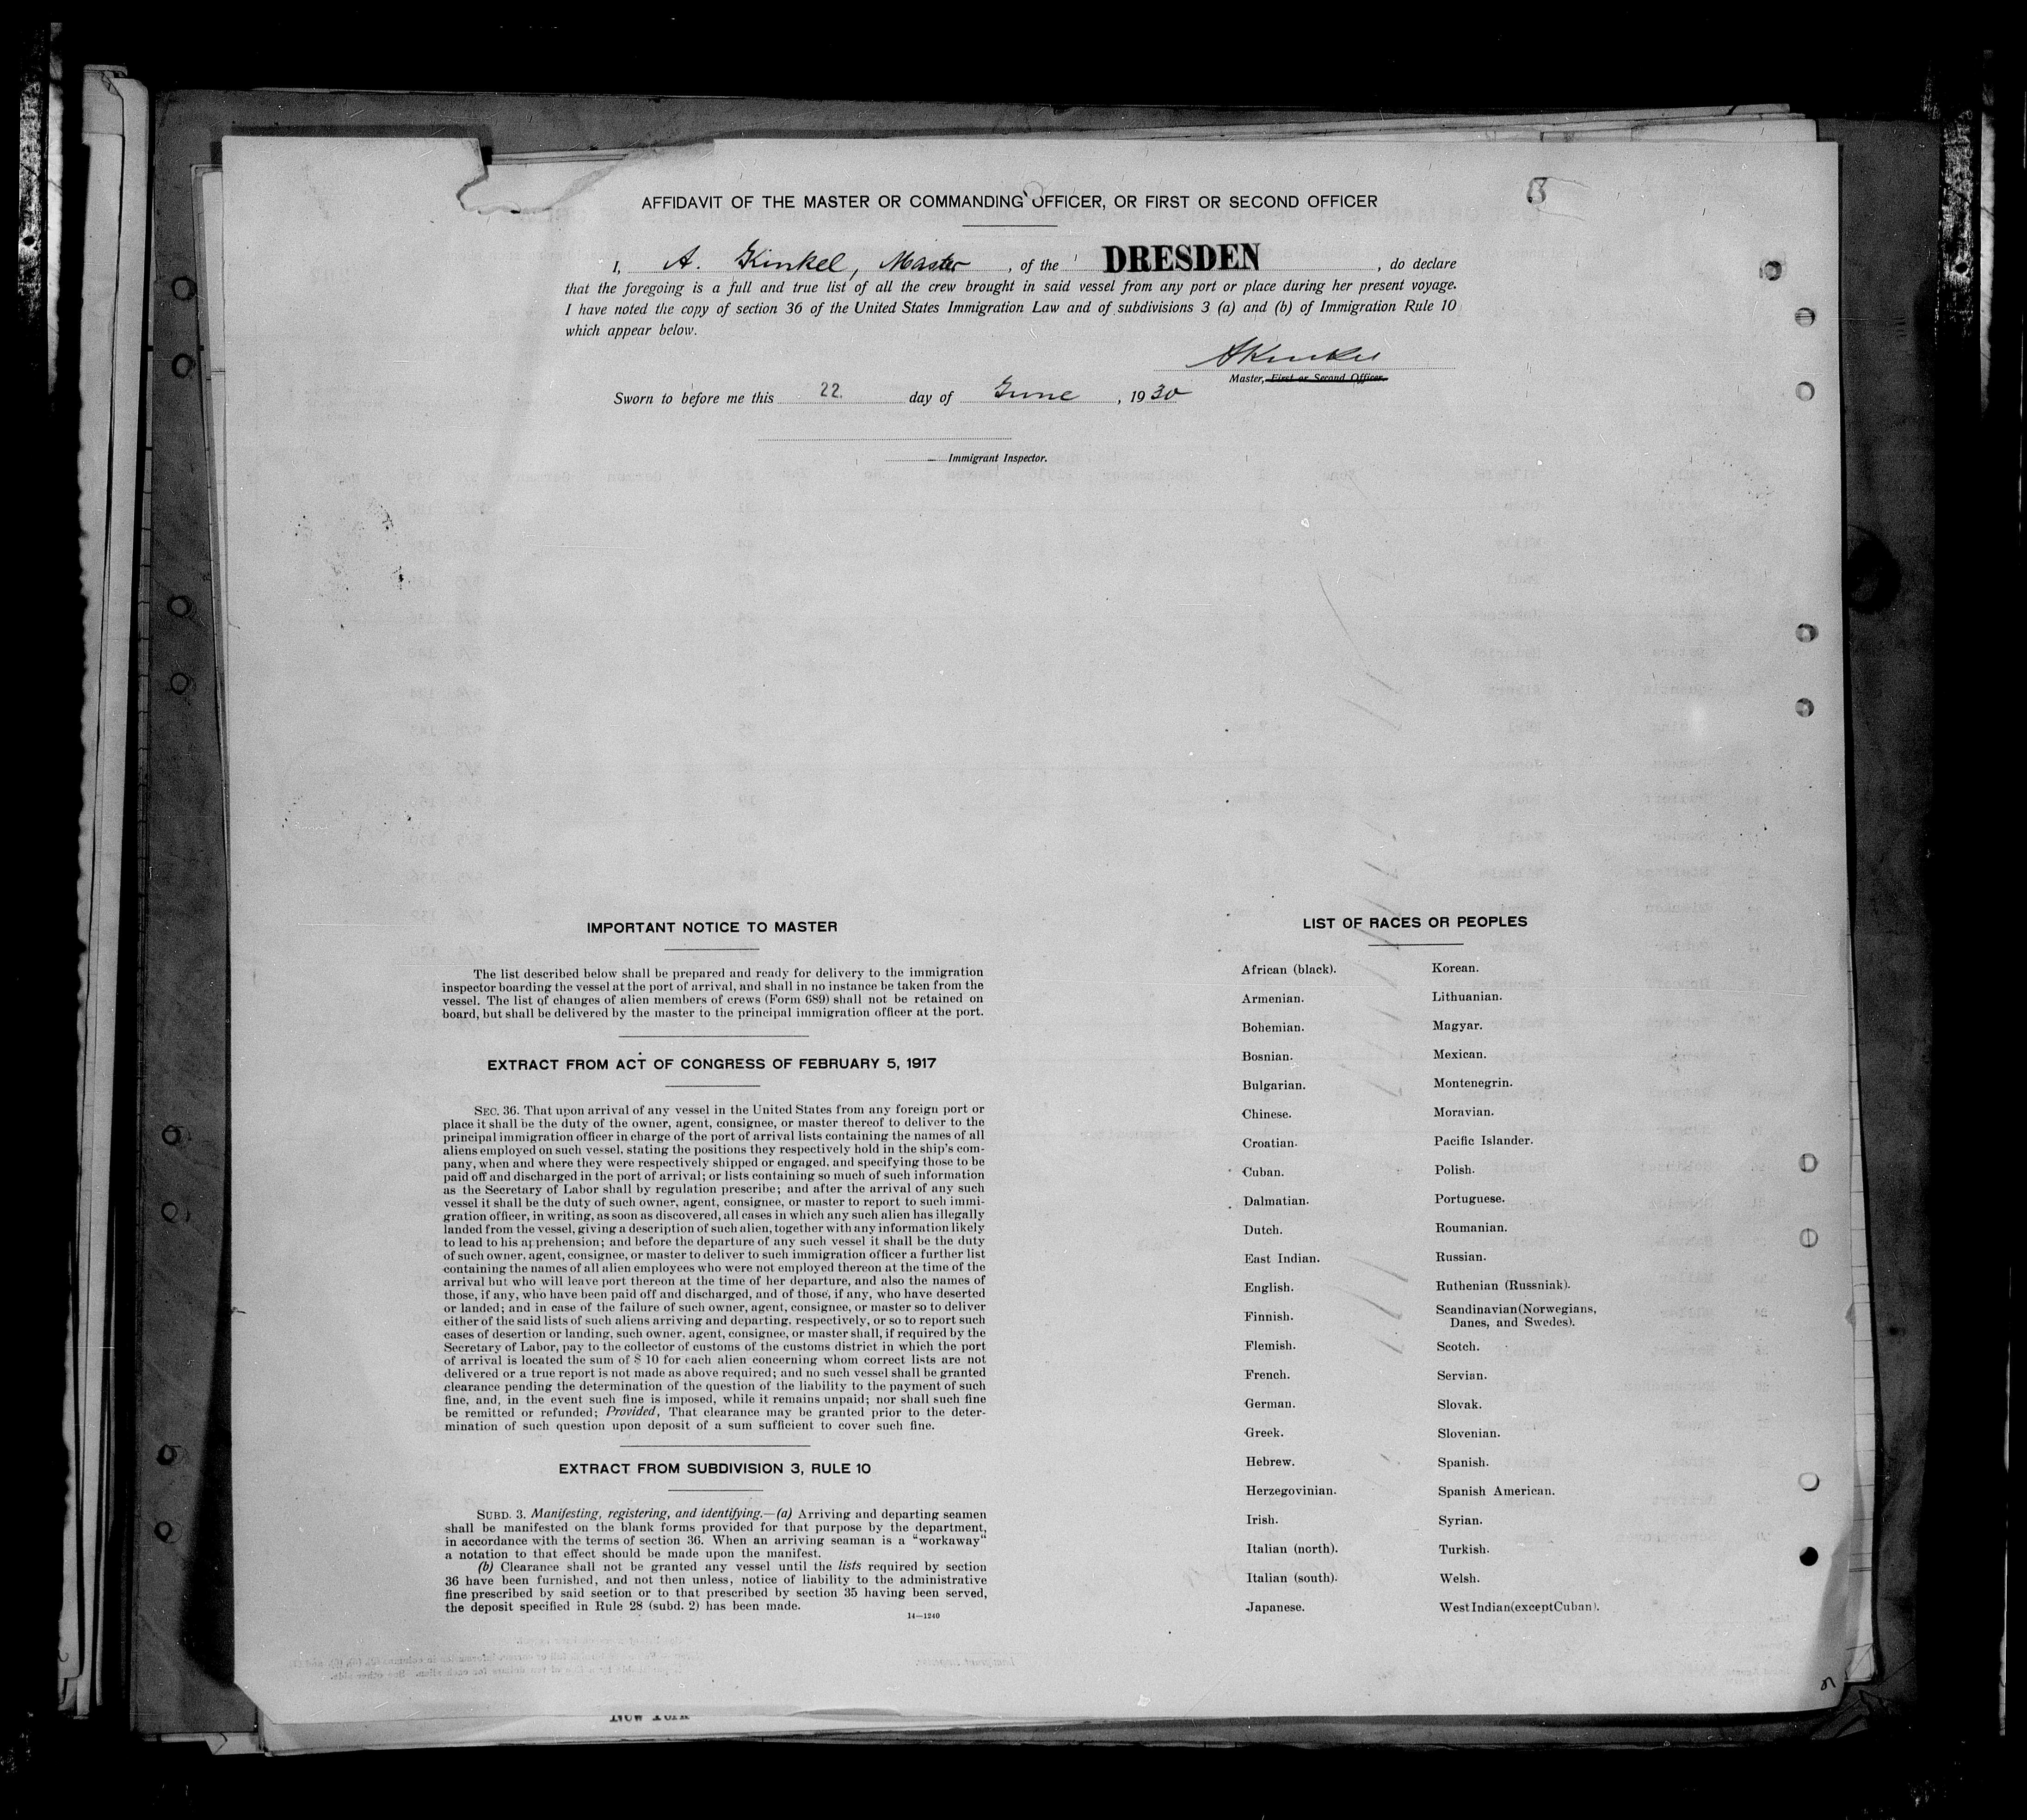 AFFIDAVIT OF THE MASTER OR COMMANDING OFFICER, OR FIRST OR SECOND OFFICER
I, A. Kinkel, Master, of the DRESDEN, do declare
that the foregoing is a full and true list of all the crew brought in said vessel from any port or place during her present voyage.
I have noted the copy of section 36 of the United States Immigration Law and of subdivisions 3 (a) and (b) of Immigration Rule 10
which appear below.
AKinkel
Master, First or Second Officer.
Sworn to before me this 22. day of June, 1930
Immigrant Inspector.
IMPORTANT NOTICE TO MASTER
The list described below shall be prepared and ready for delivery to the immigration
inspector boarding the vessel at the port of arrival, and shall in no instance be taken from the
vessel. The list of changes of alien members of crews (Form 689) shall not be retained on
board, but shall be delivered by the master to the principal immigration officer at the port.
EXTRACT FROM ACT OF CONGRESS OF FEBRUARY 5, 1917
SEC. 36. That upon arrival of any vessel in the United States from any foreign port or
place it shall be the duty of the owner, agent, consignee, or master thereof to deliver to the
principal immigration officer in charge of the port of arrival lists containing the names of all
aliens employed on such vessel, stating the positions they respectively hold in the ship's com-
pany, when and where they were respectively shipped or engaged, and specifying those to be
paid off and discharged in the port of arrival; or lists containing so much of such information
as the Secretary of Labor shall by regulation prescribe; and after the arrival of any such
vessel it shall be the duty of such owner, agent, consignee, or master to report to such immi-
gration officer, in writing, as soon as discovered, all cases in which any such alien has illegally
landed from the vessel, giving a description of such alien, together with any information likely
to lead to his apprehension; and before the departure of any such vessel it shall be the duty
of such owner, agent, consignee, or master to deliver to such immigration officer a further list
containing the names of all alien employees who were not employed thereon at the time of the
arrival but who will leave port thereon at the time of her departure, and also the names of
those, if any, who have been paid off and discharged, and of those, if any, who have deserted
or landed; and in case of the failure of such owner, agent, consignee, or master so to deliver
either of the said lists of such aliens arriving and departing, respectively, or so to report such
cases of desertion or landing, such owner, agent, consignee, or master shall, if required by the
Secretary of Labor, pay to the collector of customs of the customs district in which the port
of arrival is located the sum of $ 10 for each alien concerning whom correct lists are not
delivered or a true report is not made as above required; and no such vessel shall be granted
clearance pending the determination of the question of the liability to the payment of such
fine, and, in the event such fine is imposed, while it remains unpaid; nor shall such fine
be remitted or refunded; Provided, That clearance may be granted prior to the deter-
mination of such question upon deposit of a sum sufficient to cover such fine.
EXTRACT FROM SUBDIVISION 3, RULE 10
SUBD. 3. Manifesting, registering, and identifying.—(a) Arriving and departing seamen
shall be manifested on the blank forms provided for that purpose by the department,
in accordance with the terms of section 36. When an arriving seaman is a "workaway"
a notation to that effect should be made upon the manifest.
(b) Clearance shall not be granted any vessel until the lists required by section
36 have been furnished, and not then unless, notice of liability to the administrative
fine prescribed by said seetion or to that prescribed by section 35 having been served,
the deposit specified in Rule 28 (subd. 2) has been made.
14—1240
LIST OF RACES OR PEOPLES
African (black).
Armenian.
Bohemian.
Bosnian.
Bulgarian.
Chinese.
Croatian.
Cuban.
Dalmatian.
Dutch.
East Indian.
English.
Finnish.
Flemish.
French.
German.
Greek.
Hebrew.
Herzegovinian.
Irish.
Italian (north).
Italian (south).
Japanese.
Korean.
Lithuanian.
Magyar.
Mexican.
Montenegrin.
Moravian.
Pacific Islander.
Polish.
Portuguese.
Roumanian.
Russian.
Ruthenian (Russniak).
Scandinavian(Norwegians,
Danes, and Swedes).
Scotch.
Servian.
Slovak.
Slovenian.
Spanish.
Spanish American.
Syrian.
Turkish.
Welsh.
West Indian(except Cuban).
New York